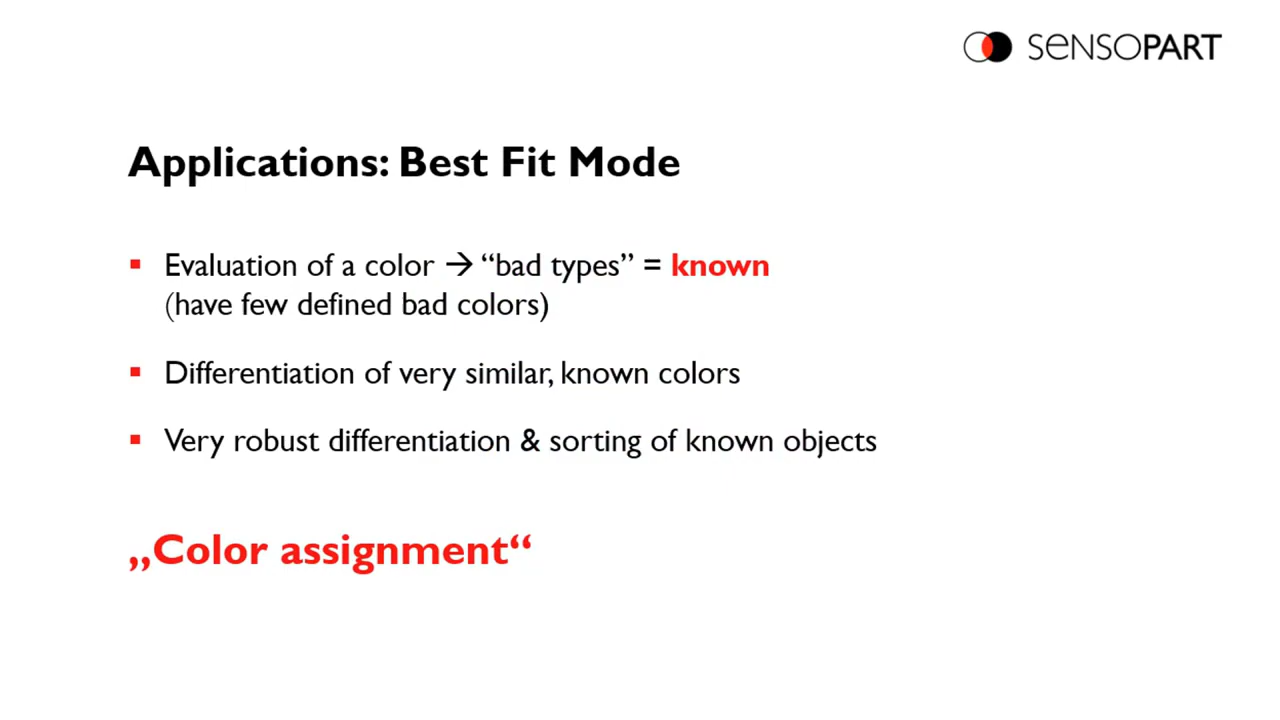 SENSOPART
Applications: Best Fit Mode
▪ Evaluation of a color → “bad types” = known
(have few defined bad colors)
▪ Differentiation of very similar, known colors
▪ Very robust differentiation & sorting of known objects
„Color assignment“